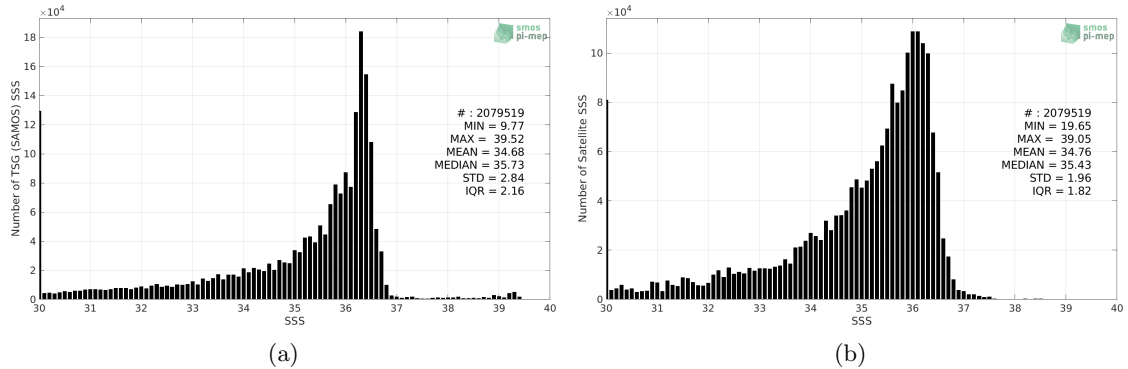 ×10⁴
18
16
14
12
10
8
6
4
2
0
Number of TSG (SAMOS) SSS
30 31 32 33 34 35 36 37 38 39 40
SSS
smos
pi-mep
# : 2079519
MIN = 9.77
MAX = 39.52
MEAN = 34.68
MEDIAN = 35.73
STD = 2.84
IQR = 2.16
(a)
×10⁴
10
8
6
4
2
0
Number of Satellite SSS
30 31 32 33 34 35 36 37 38 39 40
SSS
smos
pi-mep
# : 2079519
MIN = 19.65
MAX = 39.05
MEAN = 34.76
MEDIAN = 35.43
STD = 1.96
IQR = 1.82
(b)